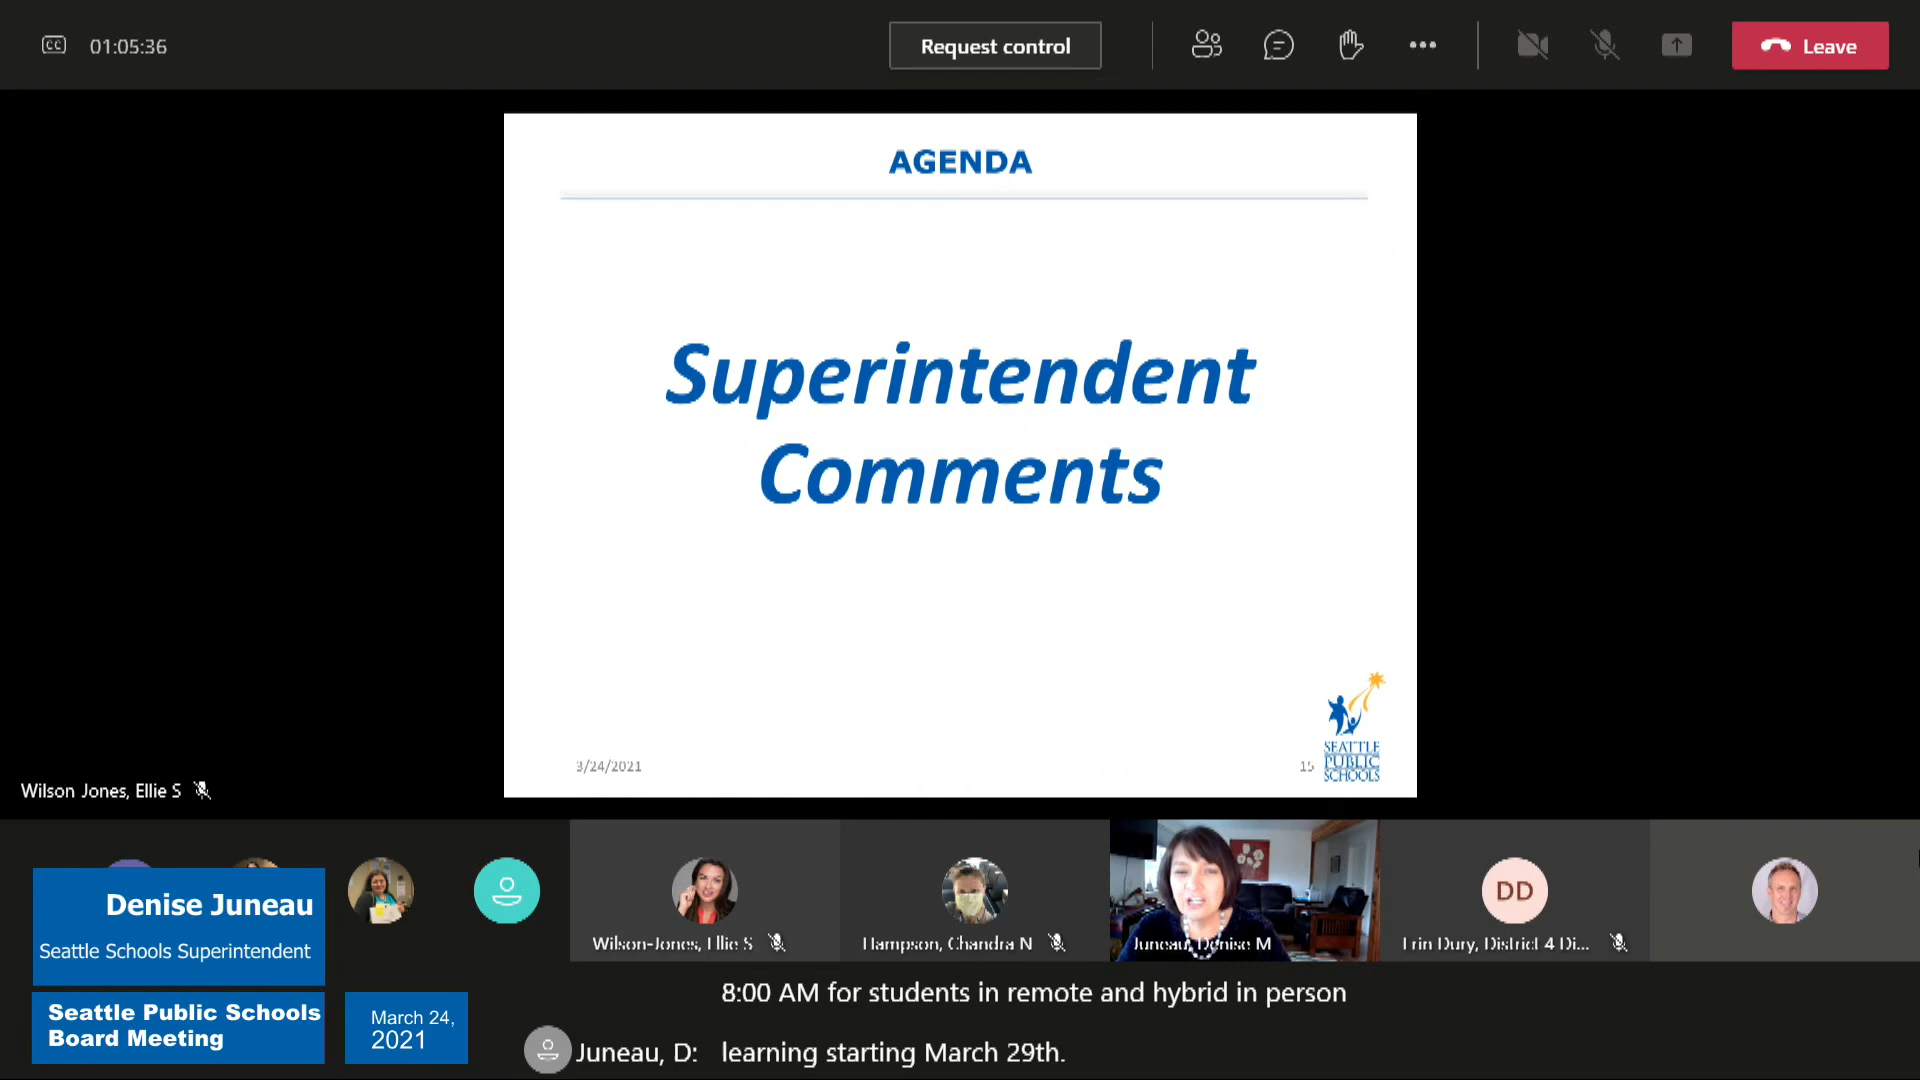 CC 01:05:36
Request control
Leave
AGENDA
Superintendent
Comments
3/24/2021
15
SEATTLE
PUBLIC
SCHOOLS
Wilson Jones, Ellie S
Wilson-Jones, Ellie S
Hampson, Chandra N
Juneau, Denise M
DD
Erin Dury, District 4 Di...
Denise Juneau
Seattle Schools Superintendent
Seattle Public Schools
Board Meeting
March 24,
2021
8:00 AM for students in remote and hybrid in person
Juneau, D: learning starting March 29th.